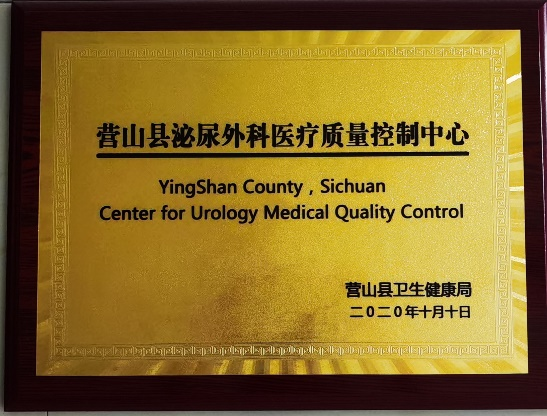 营山县泌尿外科医疗质量控制中心
YingShan County , Sichuan
Center for Urology Medical Quality Control
营山县卫生健康局
二〇二〇年十月十日